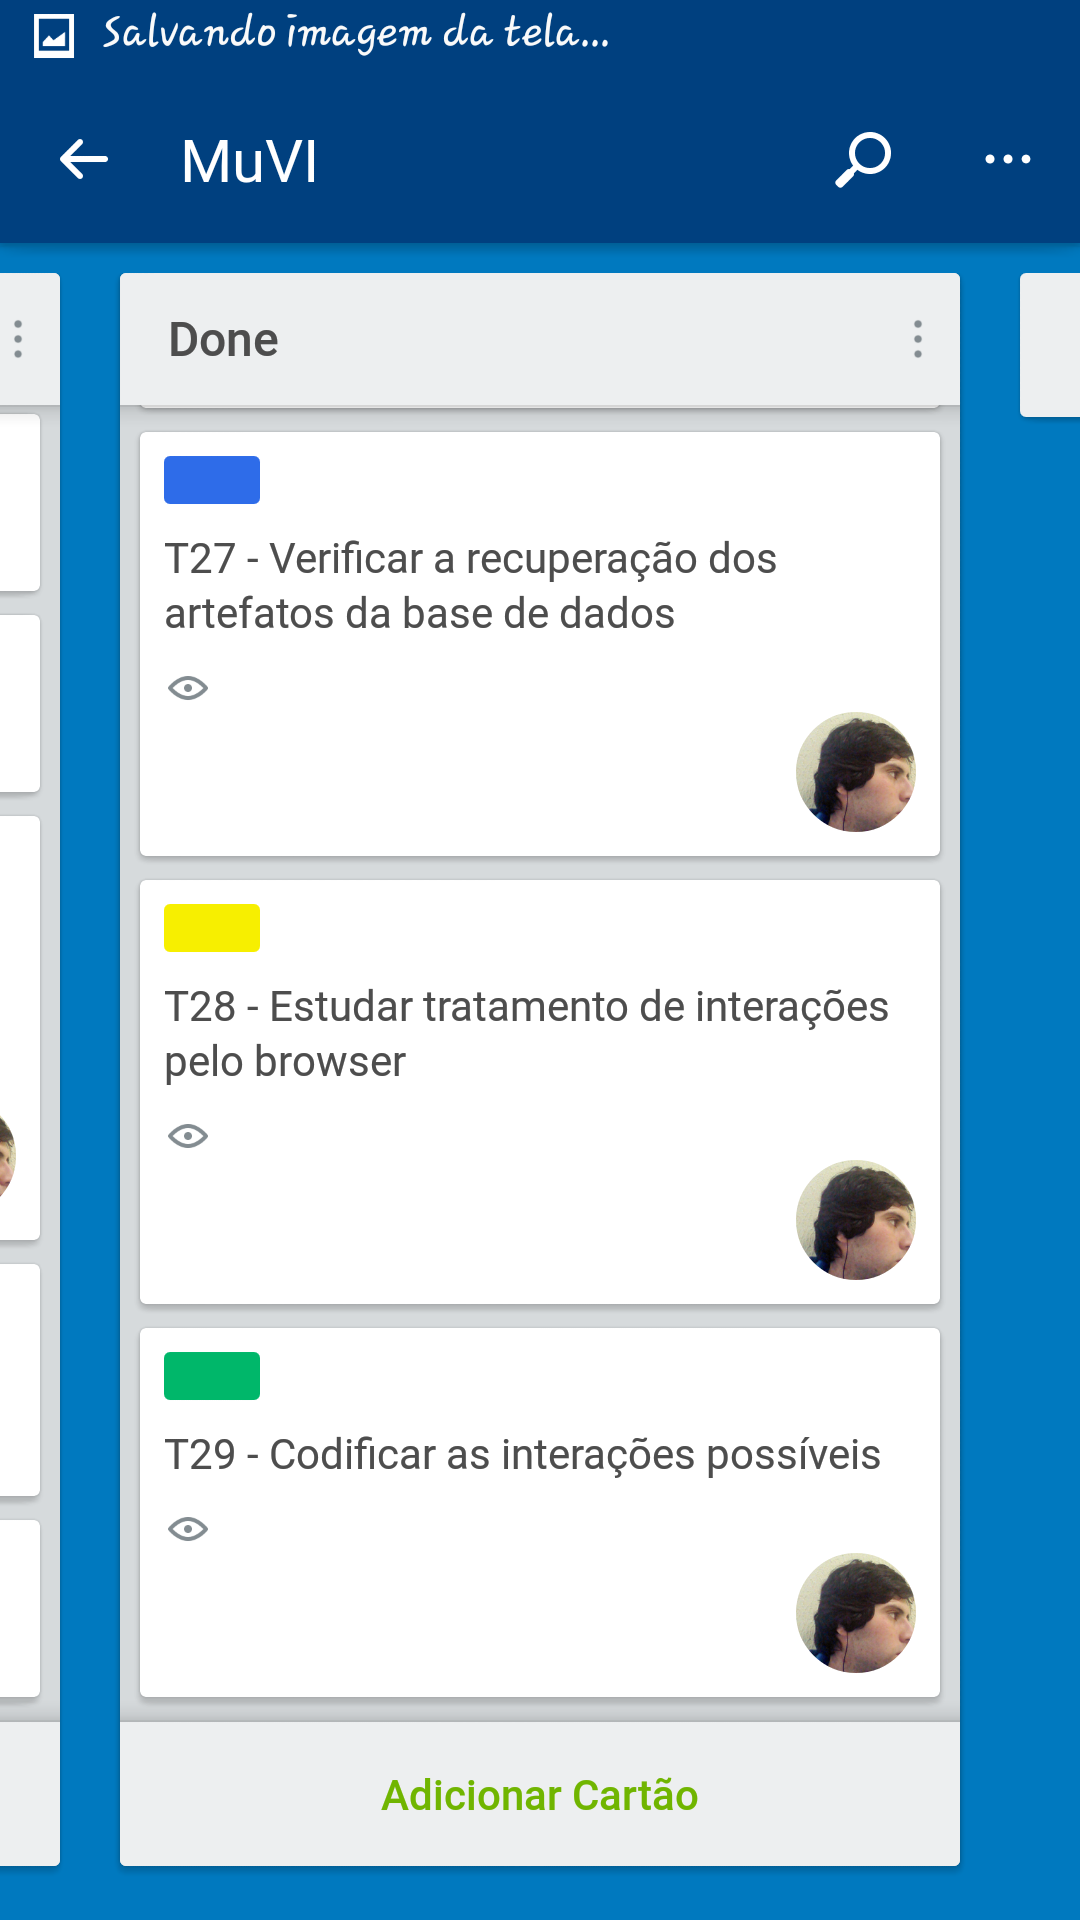 Salvando imagem da tela...
MuVI
Done
T27 - Verificar a recuperação dos
artefatos da base de dados
T28 - Estudar tratamento de interações
pelo browser
T29 - Codificar as interações possíveis
Adicionar Cartão